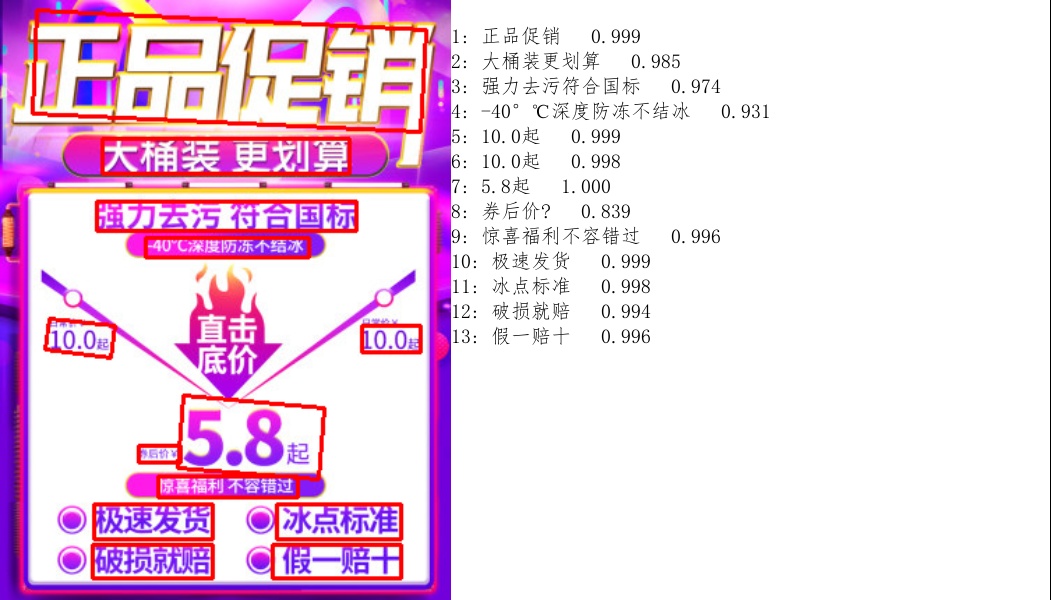 正品促销
大桶装 更划算
强力去污 符合国标
-40℃深度防冻不结冰
日常价¥
10.0起
日常价¥
10.0起
直击
底价
5.8起
券后价¥
惊喜福利 不容错过
极速发货
冰点标准
破损就赔
假一赔十
1: 正品促销 0.999
2: 大桶装更划算 0.985
3: 强力去污符合国标 0.974
4: -40° ℃深度防冻不结冰 0.931
5: 10.0起 0.999
6: 10.0起 0.998
7: 5.8起 1.000
8: 券后价? 0.839
9: 惊喜福利不容错过 0.996
10: 极速发货 0.999
11: 冰点标准 0.998
12: 破损就赔 0.994
13: 假一赔十 0.996